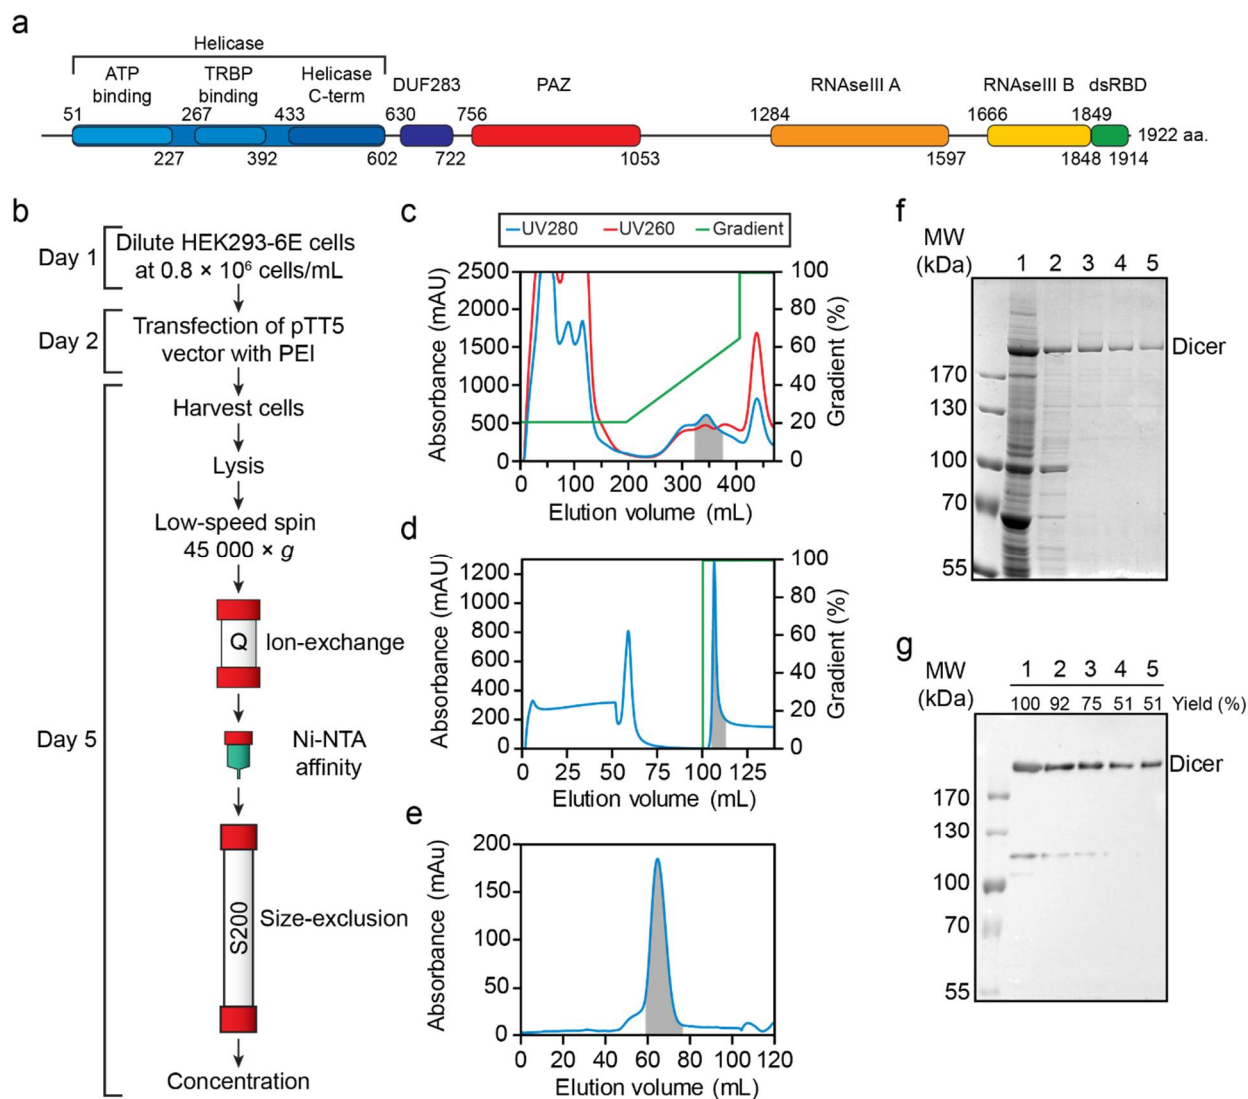 a
Helicase
ATP binding
TRBP binding
Helicase C-term
DUF283
PAZ
RNAseIII A
RNAseIII B
dsRBD
51
267
433
630
756
1284
1666
1849
1922 aa.
227
392
602
722
1053
1597
1848
1914
b
Day 1
Dilute HEK293-6E cells
at 0.8 × 10⁶ cells/mL
Day 2
Transfection of pTT5
vector with PEI
Day 5
Harvest cells
Lysis
Low-speed spin
45 000 × g
Q
Ion-exchange
Ni-NTA
affinity
S200
Size-exclusion
Concentration
c
UV280
UV260
Gradient
Absorbance (mAU)
2500
2000
1500
1000
500
0
Gradient (%)
100
80
60
40
20
0
0
100
200
300
400
Elution volume (mL)
d
Absorbance (mAU)
1200
1000
800
600
400
200
0
Gradient (%)
100
80
60
40
20
0
0
25
50
75
100
125
Elution volume (mL)
e
Absorbance (mAu)
200
150
100
50
0
0
20
40
60
80
100
120
Elution volume (mL)
f
MW
(kDa)
1 2 3 4 5
Dicer
170
130
100
70
55
g
MW
(kDa)
1 2 3 4 5
100 92 75 51 51 Yield (%)
Dicer
170
130
100
70
55